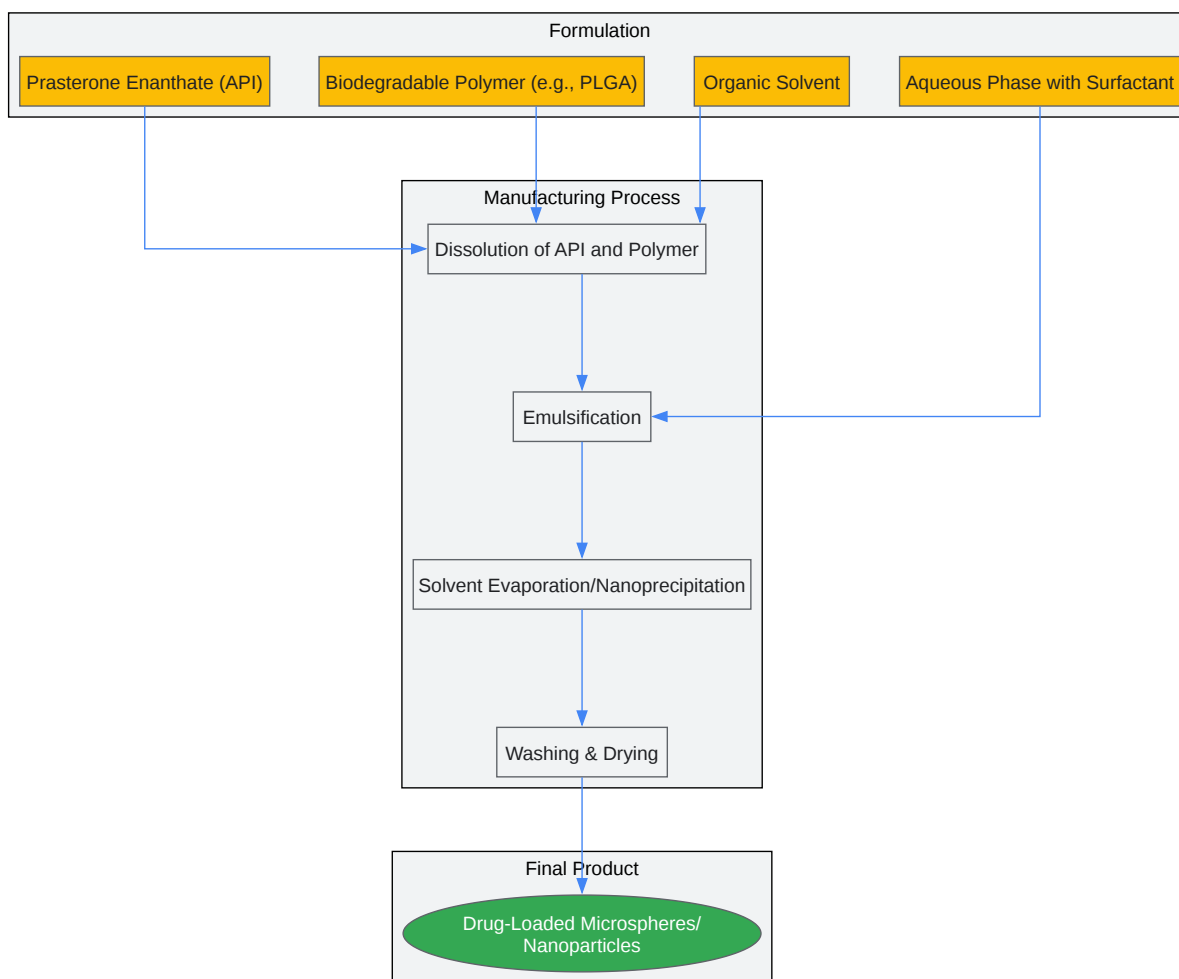 Formulation
Prasterone Enanthate (API)
Biodegradable Polymer (e.g., PLGA)
Organic Solvent
Aqueous Phase with Surfactant
Manufacturing Process
Dissolution of API and Polymer
Emulsification
Solvent Evaporation/Nanoprecipitation
Washing & Drying
Final Product
Drug-Loaded Microspheres/
Nanoparticles